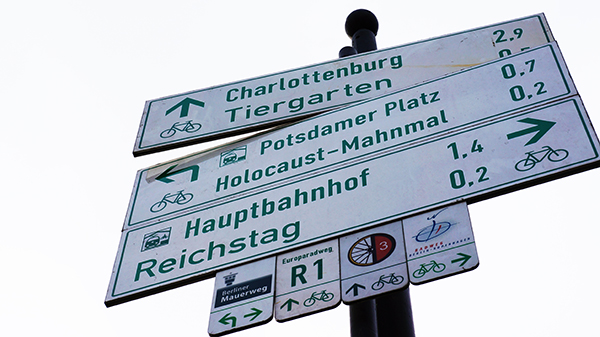 Charlottenburg 2.9
Tiergarten
Potsdamer Platz 0.7
Holocaust-Mahnmal 0.2
Hauptbahnhof 1.4
Reichstag 0.2
Berliner
Mauerweg
Europaradweg
R1
3